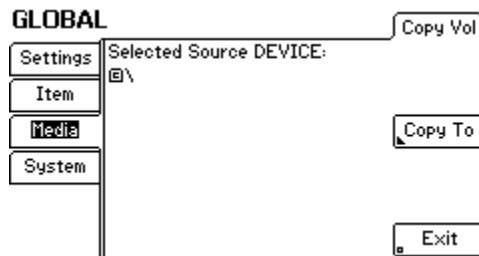 GLOBAL
Copy Vol
Settings
Item
Media
System
Selected Source DEVICE:
\
Copy To
Exit